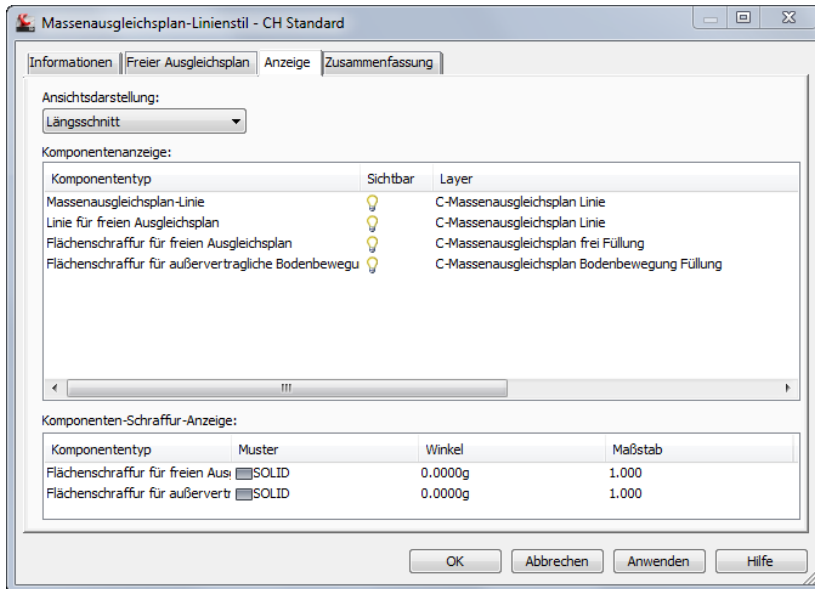 Massenausgleichsplan-Linienstil - CH Standard
Informationen Freier Ausgleichsplan Anzeige Zusammenfassung
Ansichtsdarstellung:
Längsschnitt
Komponentenanzeige:
Komponententyp Sichtbar Layer
Massenausgleichsplan-Linie C-Massenausgleichsplan Linie
Linie für freien Ausgleichsplan C-Massenausgleichsplan Linie
Flächenschraffur für freien Ausgleichsplan C-Massenausgleichsplan frei Füllung
Flächenschraffur für außervertragliche Bodenbewegu C-Massenausgleichsplan Bodenbewegung Füllung
Komponenten-Schraffur-Anzeige:
Komponententyp Muster Winkel Maßstab
Flächenschraffur für freien Aus SOLID 0.0000g 1.000
Flächenschraffur für außervertr SOLID 0.0000g 1.000
OK Abbrechen Anwenden Hilfe